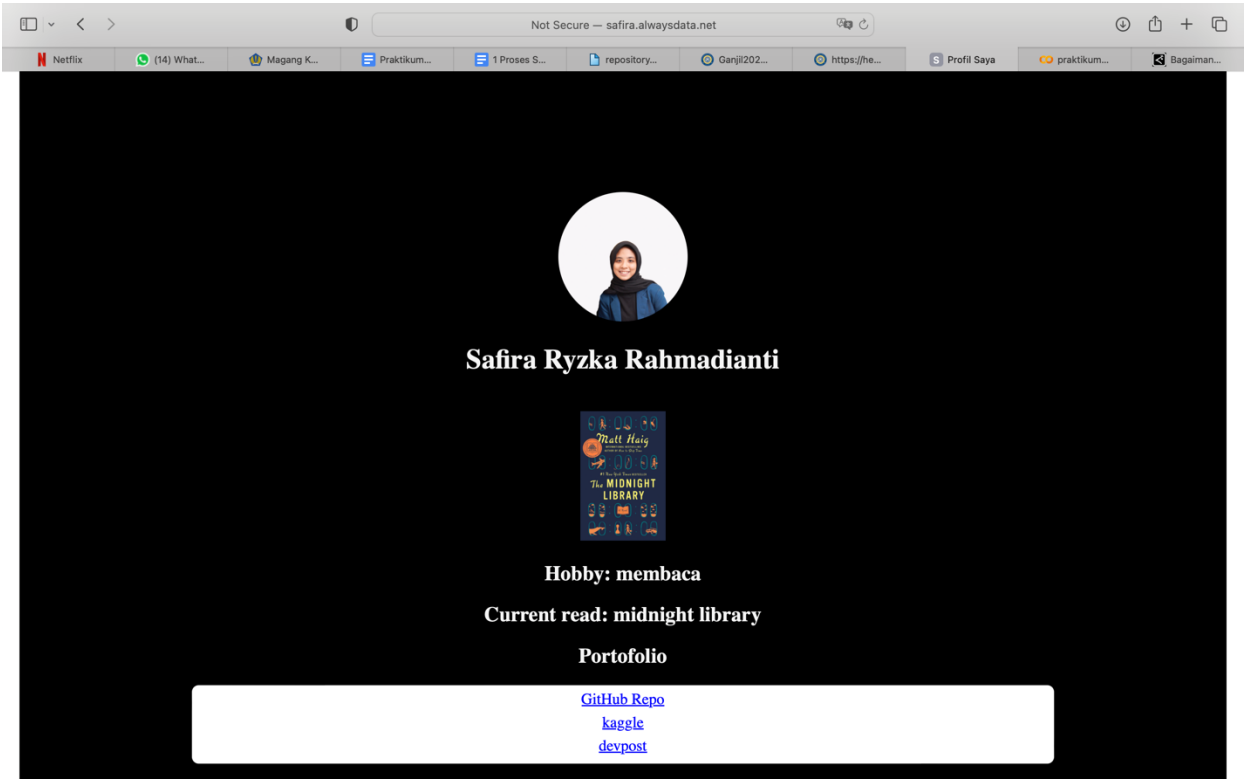 Not Secure — safira.alwaysdata.net
Netflix
(14) What...
Magang K...
Praktikum...
1 Proses S...
repository...
Ganjil202...
https://he...
S Profil Saya
praktikum...
Bagaiman...
Safira Ryzka Rahmadianti
Matt Haig
The MIDNIGHT
LIBRARY
Hobby: membaca
Current read: midnight library
Portofolio
GitHub Repo
kaggle
devpost